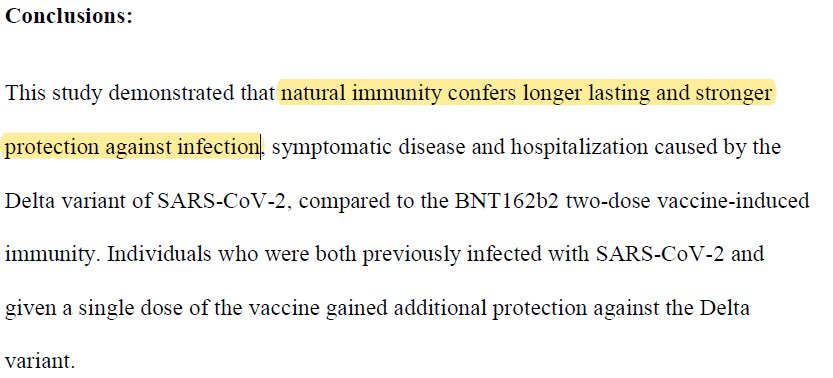 Conclusions:
This study demonstrated that natural immunity confers longer lasting and stronger
protection against infection, symptomatic disease and hospitalization caused by the
Delta variant of SARS-CoV-2, compared to the BNT162b2 two-dose vaccine-induced
immunity. Individuals who were both previously infected with SARS-CoV-2 and
given a single dose of the vaccine gained additional protection against the Delta
variant.